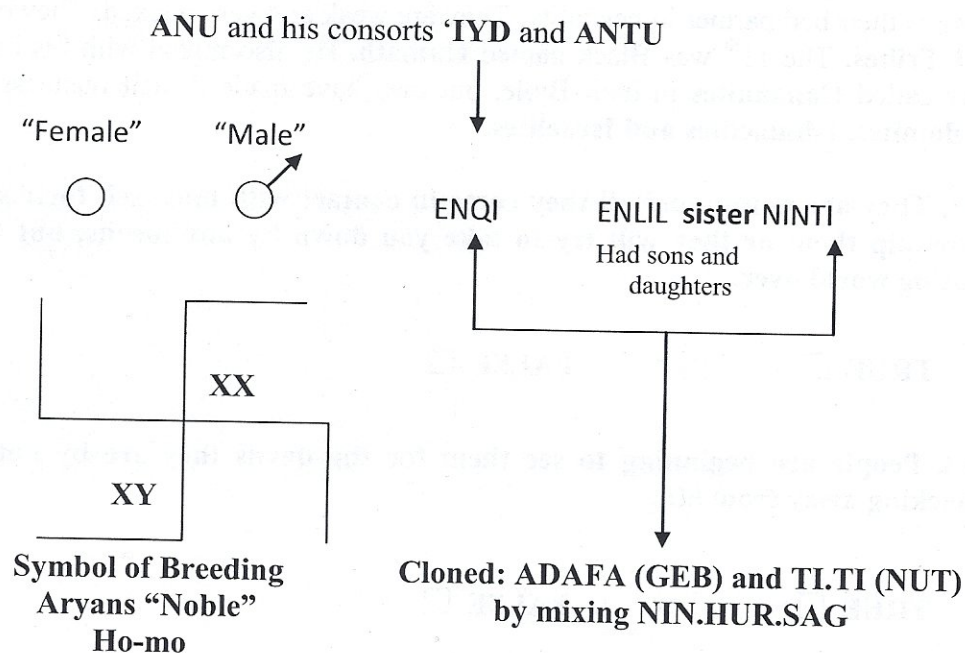 ANU and his consorts ‘IYD and ANTU
“Female” “Male”
ENQI ENLIL sister NINTI
Had sons and
daughters
XX
XY
Symbol of Breeding
Aryans “Noble”
Ho-mo
Cloned: ADAFA (GEB) and TI.TI (NUT)
by mixing NIN.HUR.SAG